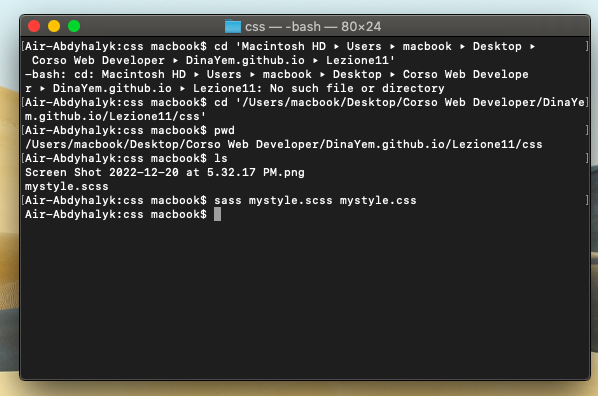 css — -bash — 80×24
[Air-Abdyhalyk:css macbook$ cd 'Macintosh HD ▸ Users ▸ macbook ▸ Desktop ▸ ]
 Corso Web Developer ▸ DinaYem.github.io ▸ Lezione11'
-bash: cd: Macintosh HD ▸ Users ▸ macbook ▸ Desktop ▸ Corso Web Develope
r ▸ DinaYem.github.io ▸ Lezione11: No such file or directory
[Air-Abdyhalyk:css macbook$ cd '/Users/macbook/Desktop/Corso Web Developer/DinaYe]
m.github.io/Lezione11/css'
[Air-Abdyhalyk:css macbook$ pwd ]
/Users/macbook/Desktop/Corso Web Developer/DinaYem.github.io/Lezione11/css
[Air-Abdyhalyk:css macbook$ ls ]
Screen Shot 2022-12-20 at 5.32.17 PM.png
mystyle.scss
[Air-Abdyhalyk:css macbook$ sass mystyle.scss mystyle.css ]
Air-Abdyhalyk:css macbook$